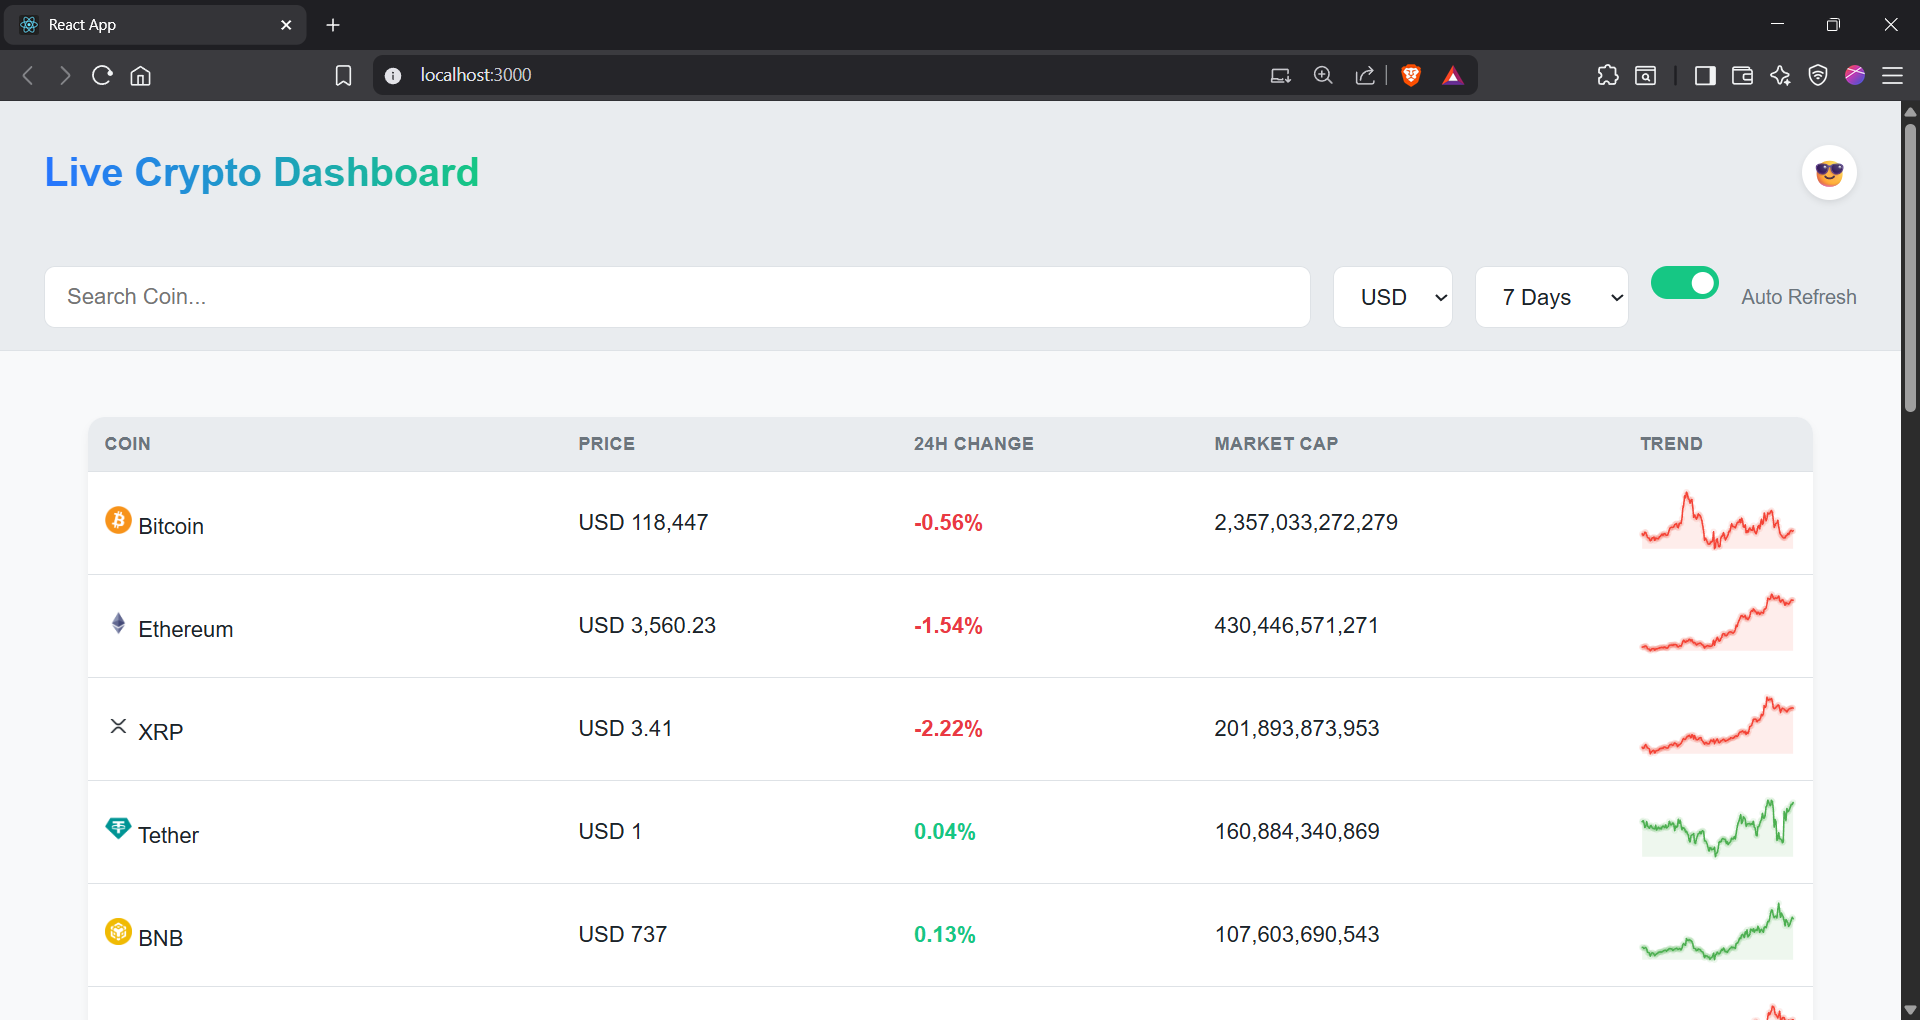 React App
localhost:3000
Live Crypto Dashboard
Search Coin...
USD
7 Days
Auto Refresh
COIN PRICE 24H CHANGE MARKET CAP TREND
Bitcoin USD 118,447 -0.56% 2,357,033,272,279
Ethereum USD 3,560.23 -1.54% 430,446,571,271
XRP USD 3.41 -2.22% 201,893,873,953
Tether USD 1 0.04% 160,884,340,869
BNB USD 737 0.13% 107,603,690,543